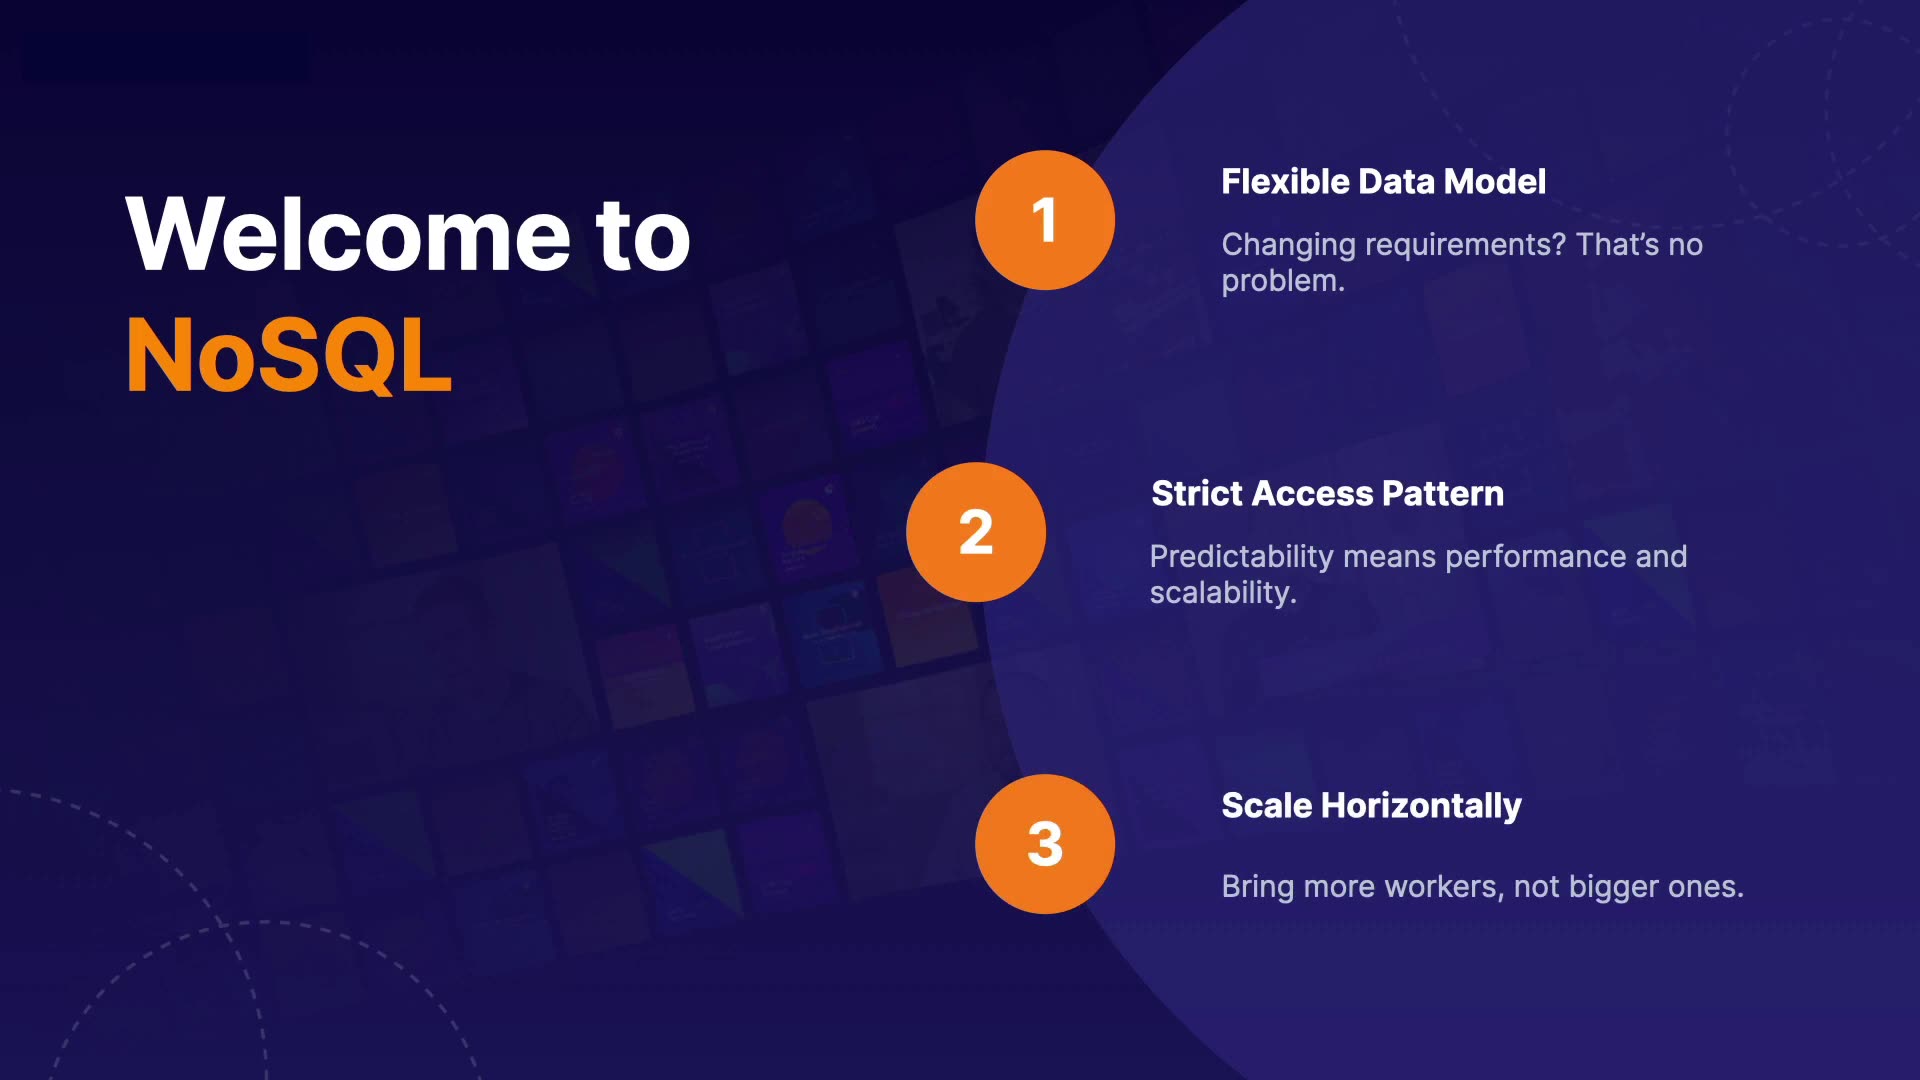 Welcome to
NoSQL
1
Flexible Data Model
Changing requirements? That’s no
problem.
2
Strict Access Pattern
Predictability means performance and
scalability.
3
Scale Horizontally
Bring more workers, not bigger ones.